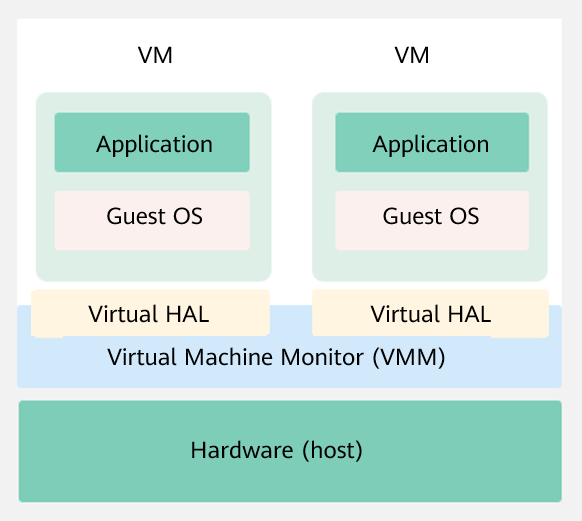 VM
VM
Application
Application
Guest OS
Guest OS
Virtual HAL
Virtual HAL
Virtual Machine Monitor (VMM)
Hardware (host)